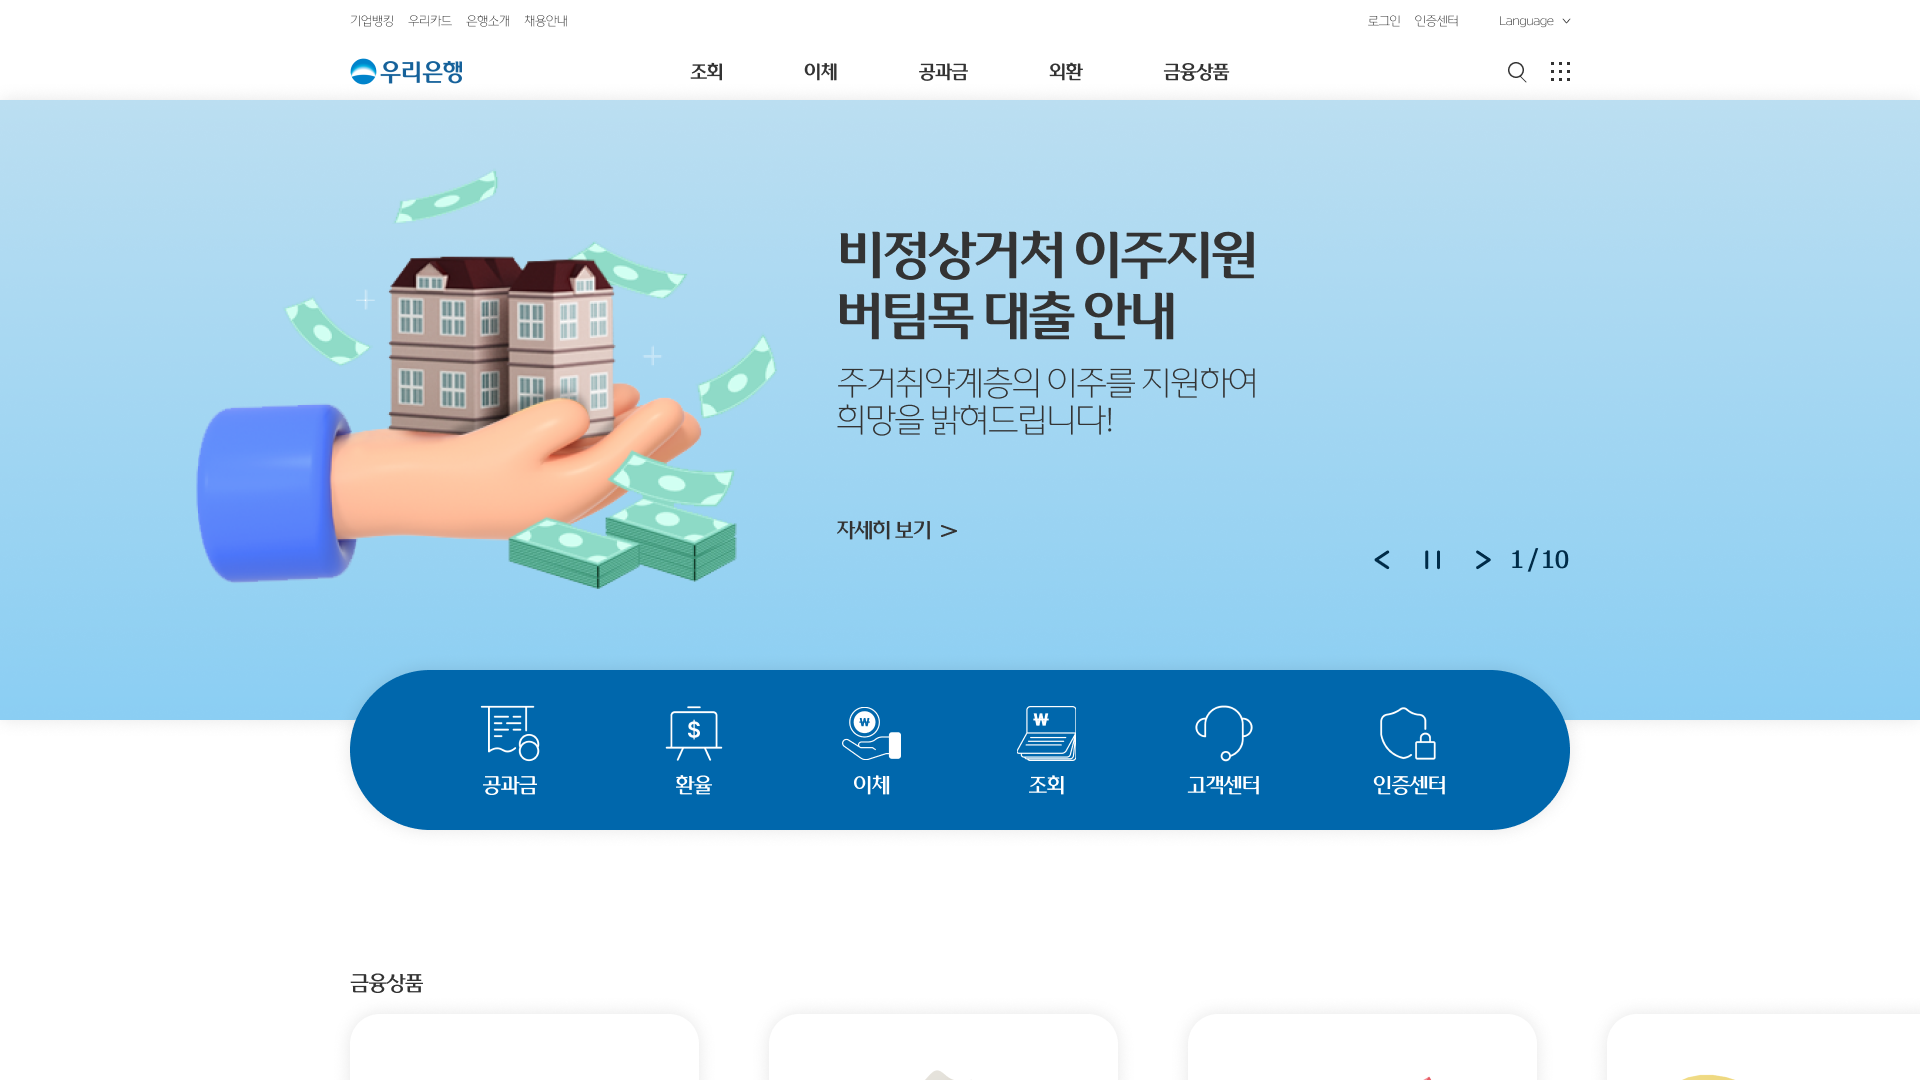 기업뱅킹 우리카드 은행소개 채용안내
로그인 인증센터 Language
우리은행
조회 이체 공과금 외환 금융상품
비정상거처 이주지원
버팀목 대출 안내
주거취약계층의 이주를 지원하여
희망을 밝혀드립니다!
자세히 보기 >
1 / 10
공과금 환율 이체 조회 고객센터 인증센터
금융상품